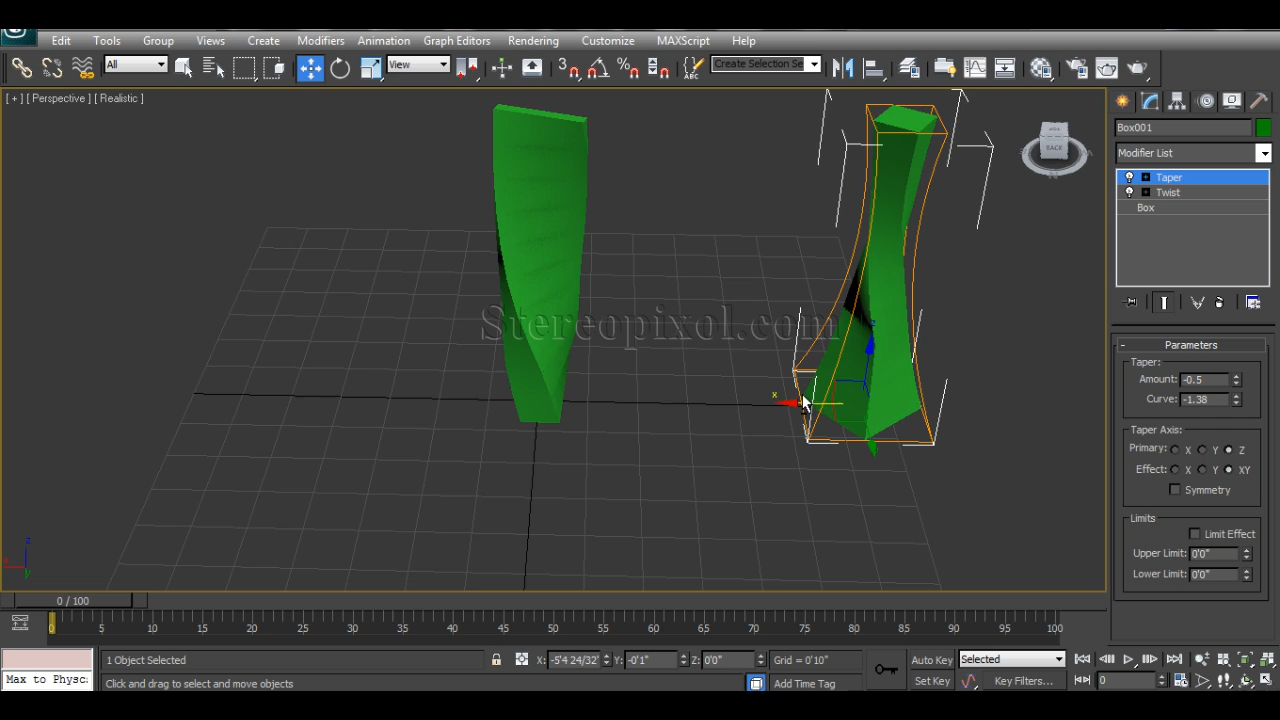 Edit Tools Group Views Create Modifiers Animation Graph Editors Rendering Customize MAXScript Help
All View 3 % ABC Create Selection Se
[ + ] [ Perspective ] [ Realistic ]
BACK
Box001
Modifier List
Taper
Twist
Box
Stereopixol.com
z
x
Parameters
Taper:
Amount: -0.5
Curve: -1.38
Taper Axis:
Primary: X Y Z
Effect: X Y XY
Symmetry
Limits
Limit Effect
Upper Limit: 0'0"
Lower Limit: 0'0"
z
x
y
0 / 100
0 5 10 15 20 25 30 35 40 45 50 55 60 65 70 75 80 85 90 95 100
1 Object Selected X: -5'4 24/32" Y: -0'1" Z: 0'0" Grid = 0'10" Auto Key Selected
Max to Physc: Click and drag to select and move objects Add Time Tag Set Key Key Filters... 0